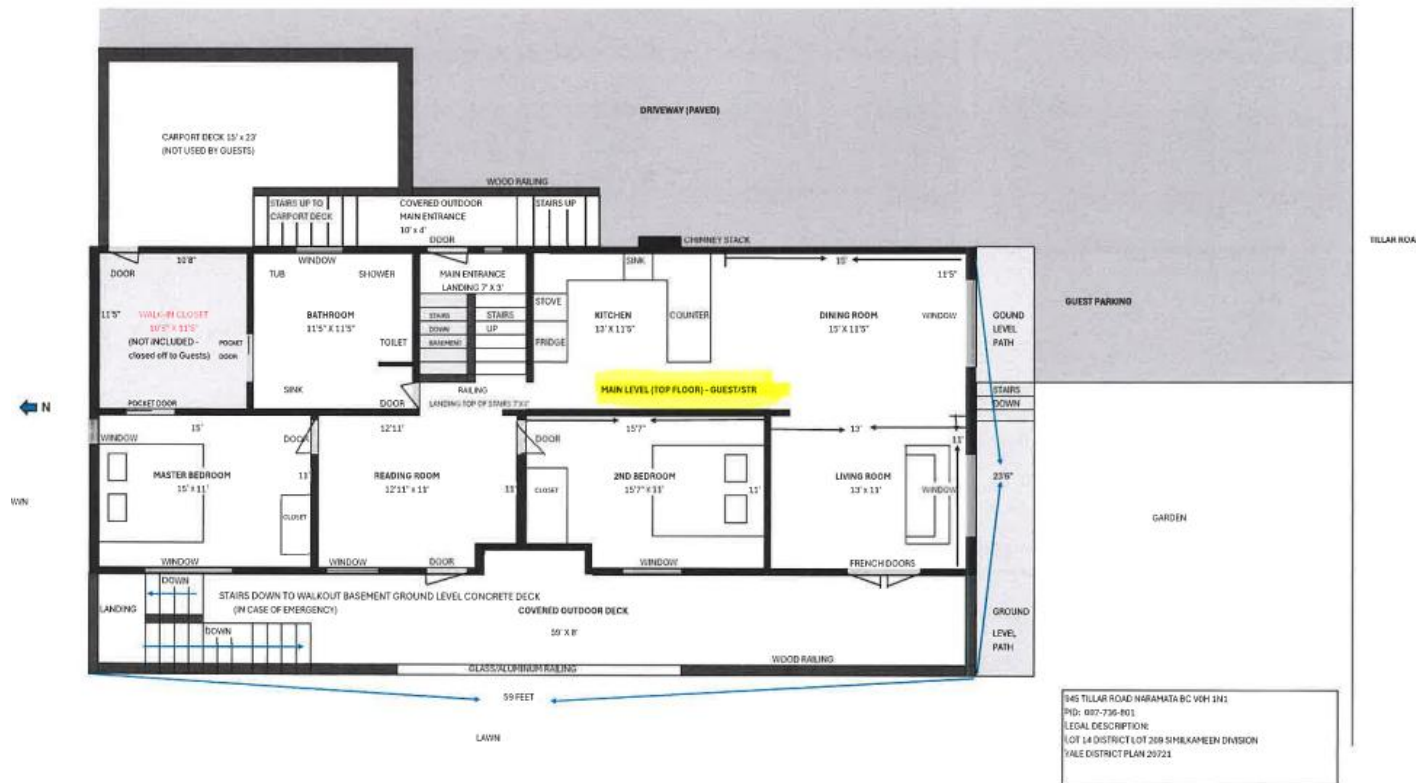 DRIVEWAY (PAVED)
CARPORT DECK 15' x 23'
(NOT USED BY GUESTS)
WOOD RAILING
STAIRS UP TO
CARPORT DECK
COVERED OUTDOOR
MAIN ENTRANCE
10' x 4'
STAIRS UP
DOOR
CHIMNEY STACK
TILLAR ROA
10'8"
DOOR
WINDOW
TUB
SHOWER
MAIN ENTRANCE
LANDING 7' X 3'
SINK
15'
11'5"
GUEST PARKING
11'5"
WALK-IN CLOSET
(NOT INCLUDED -
closed off to Guests)
POCKET
DOOR
BATHROOM
11'5" X 11'5"
TOILET
STAIRS
DOWN
BASEMENT
STAIRS
UP
STOVE
FRIDGE
KITCHEN
13' X 11'5"
COUNTER
DINING ROOM
15' X 11'5"
WINDOW
GOUND
LEVEL
PATH
N
SINK
DOOR
RAILING
MAIN LEVEL (TOP FLOOR) - GUEST/STR
STAIRS
DOWN
POCKET DOOR
LANDING TOP OF STAIRS
15'
WINDOW
DOOR
12'11'
DOOR
15'7"
13'
11'
MASTER BEDROOM
15' x 11'
11'
READING ROOM
12'11" x 11'
11'
2ND BEDROOM
15'7" X 11'
11'
LIVING ROOM
13' x 11'
WINDOW
23'6"
WN
CLOSET
CLOSET
GARDEN
WINDOW
WINDOW
DOOR
WINDOW
FRENCH DOORS
DOWN
LANDING
STAIRS DOWN TO WALKOUT BASEMENT GROUND LEVEL CONCRETE DECK
(IN CASE OF EMERGENCY)
COVERED OUTDOOR DECK
59' X 8'
DOWN
GROUND
LEVEL
PATH
GLASS/ALUMINUM RAILING
WOOD RAILING
59 FEET
LAWN
945 TILLAR ROAD NARAMATA BC V0H 1N1
PID: 007-736-801
LEGAL DESCRIPTION:
LOT 14 DISTRICT LOT 209 SIMILKAMEEN DIVISION
YALE DISTRICT PLAN 20721